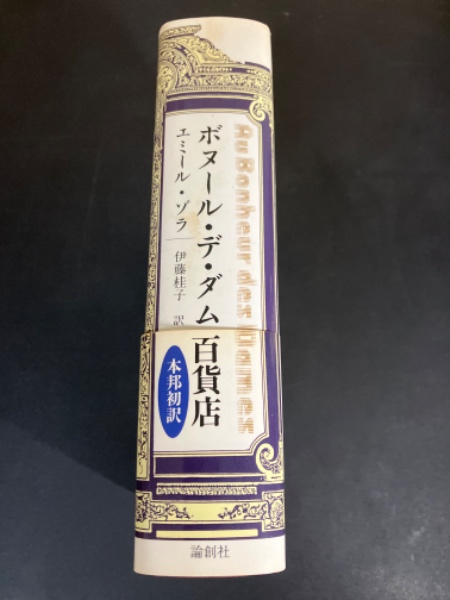 Au Bonheur des Dames
ボヌール・デ・ダム百貨店
エミール・ゾラ
伊藤桂子 訳
本邦初訳
論創社